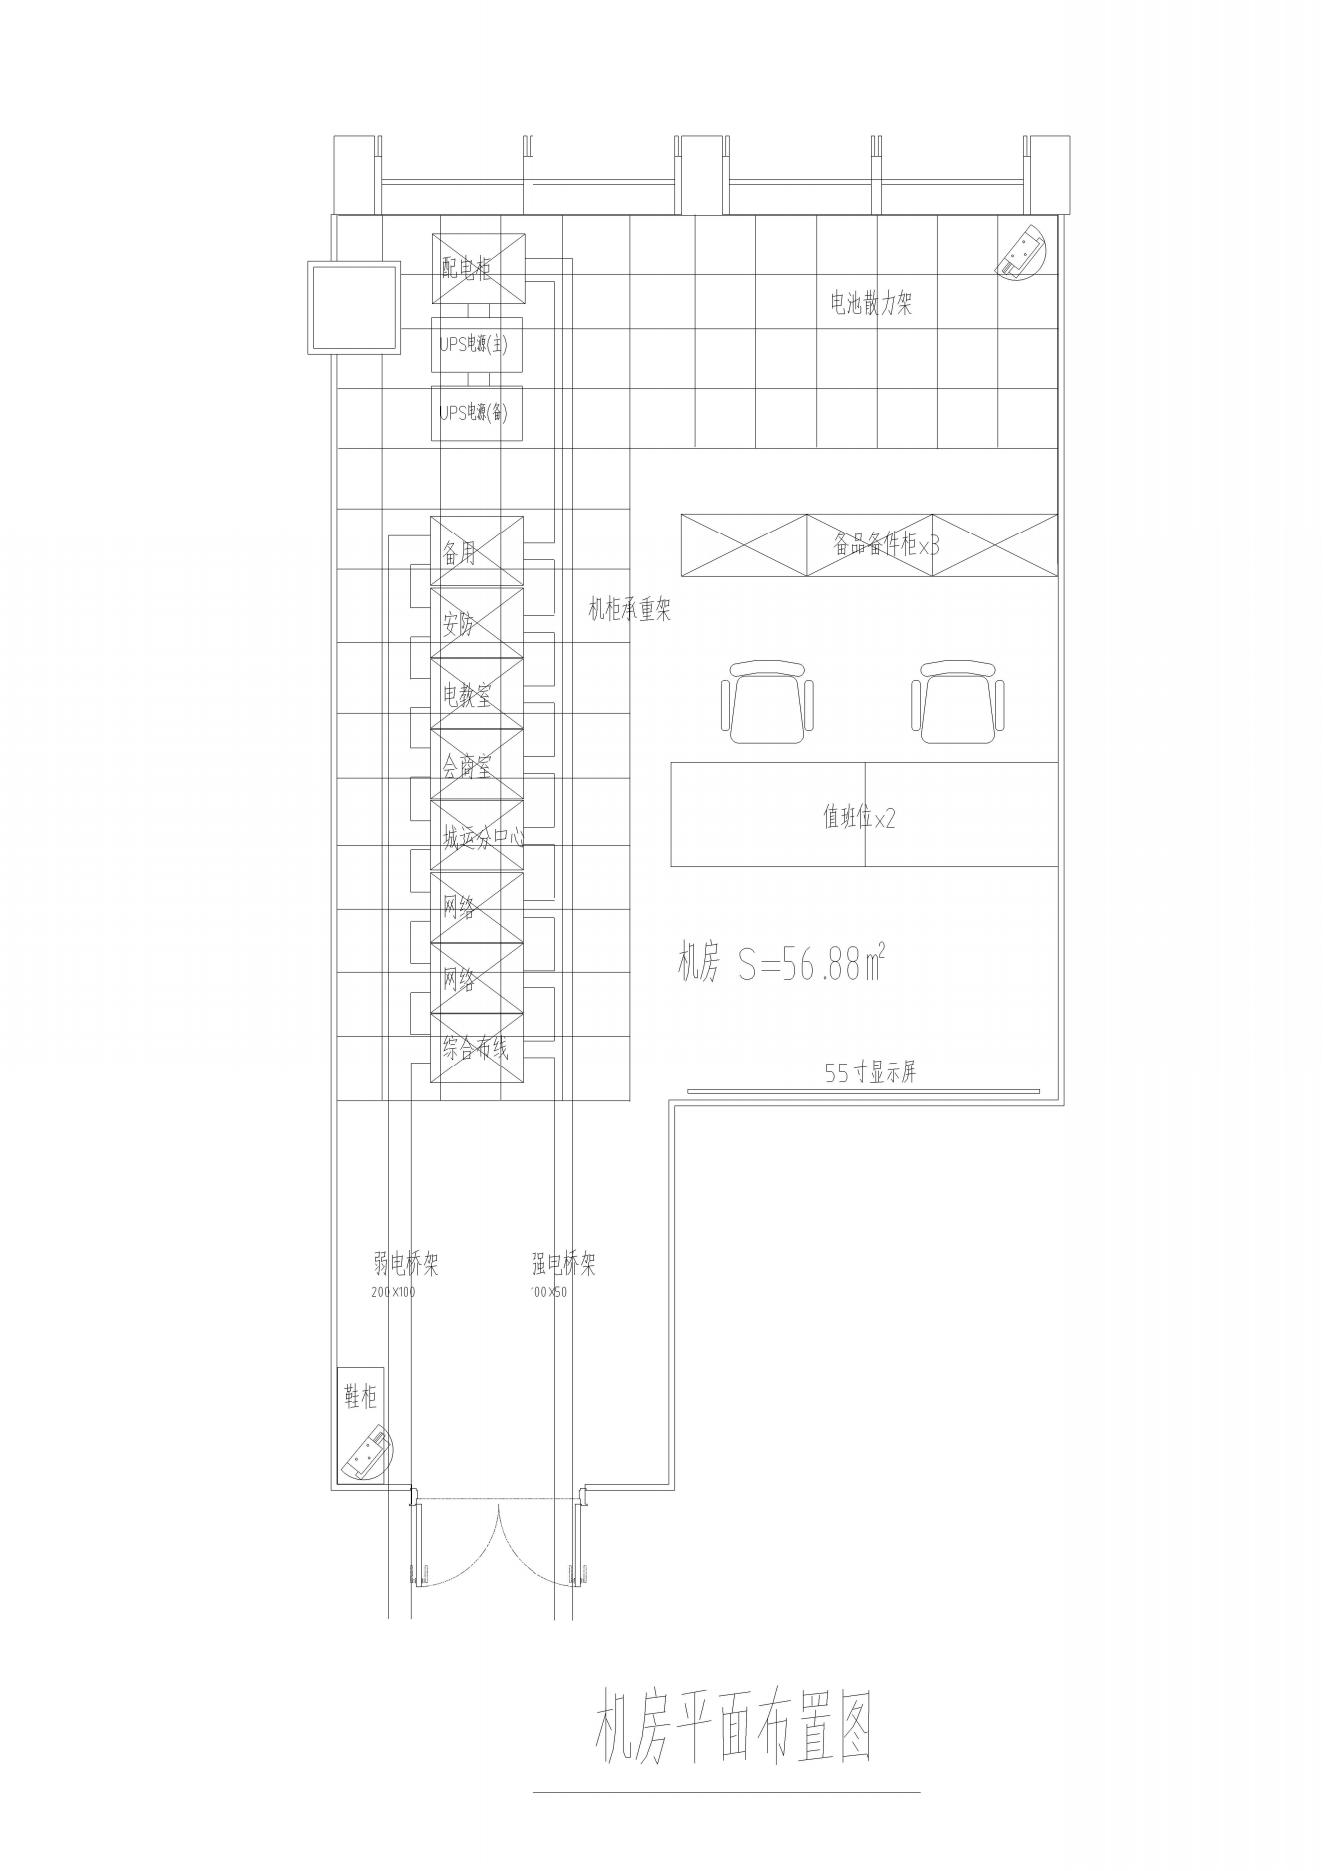 配电柜
电池散力架
UPS电源(主)
UPS电源(备)
备用
备品备件柜x3
机柜承重架
安防
电教室
会商室
值班位x2
城运分中心
网络
机房 S=56.88m²
网络
综合布线
55寸显示屏
弱电桥架
200X100
强电桥架
00X50
鞋柜
机房平面布置图